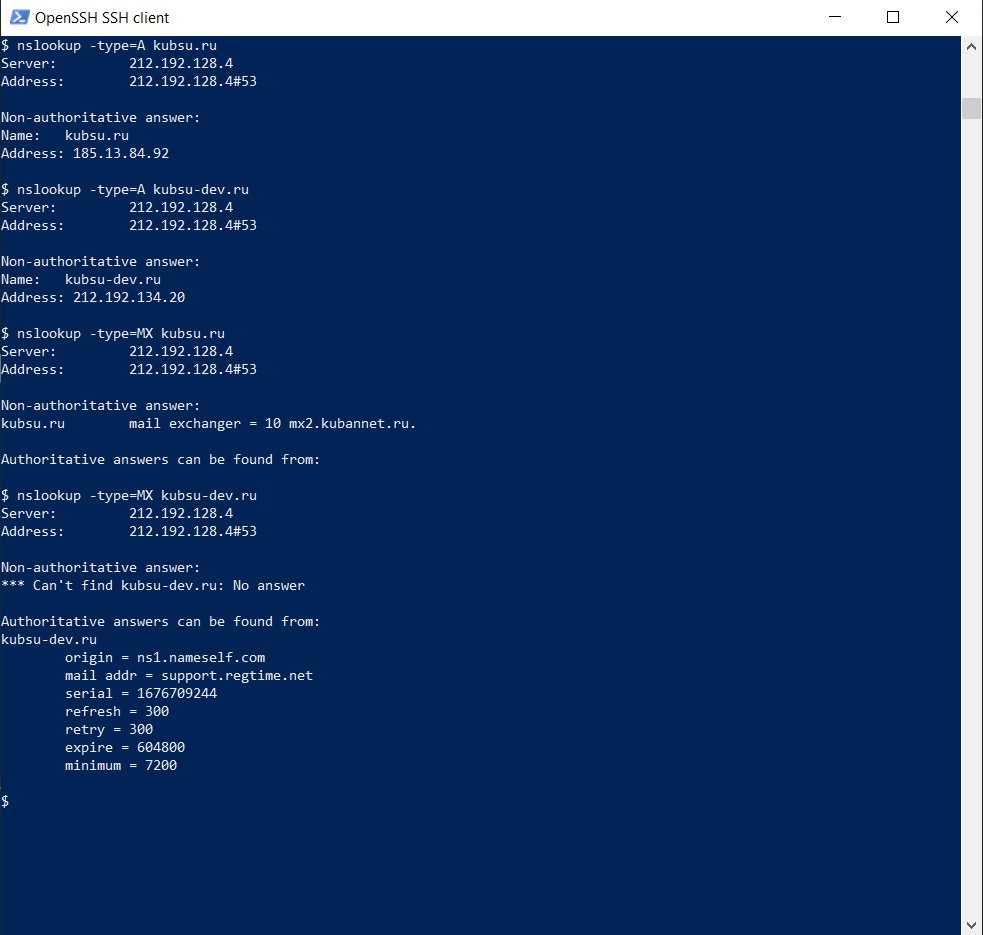 OpenSSH SSH client
$ nslookup -type=A kubsu.ru
Server:         212.192.128.4
Address:        212.192.128.4#53

Non-authoritative answer:
Name:   kubsu.ru
Address: 185.13.84.92

$ nslookup -type=A kubsu-dev.ru
Server:         212.192.128.4
Address:        212.192.128.4#53

Non-authoritative answer:
Name:   kubsu-dev.ru
Address: 212.192.134.20

$ nslookup -type=MX kubsu.ru
Server:         212.192.128.4
Address:        212.192.128.4#53

Non-authoritative answer:
kubsu.ru        mail exchanger = 10 mx2.kubannet.ru.

Authoritative answers can be found from:

$ nslookup -type=MX kubsu-dev.ru
Server:         212.192.128.4
Address:        212.192.128.4#53

Non-authoritative answer:
*** Can't find kubsu-dev.ru: No answer

Authoritative answers can be found from:
kubsu-dev.ru
        origin = ns1.nameself.com
        mail addr = support.regtime.net
        serial = 1676709244
        refresh = 300
        retry = 300
        expire = 604800
        minimum = 7200

$